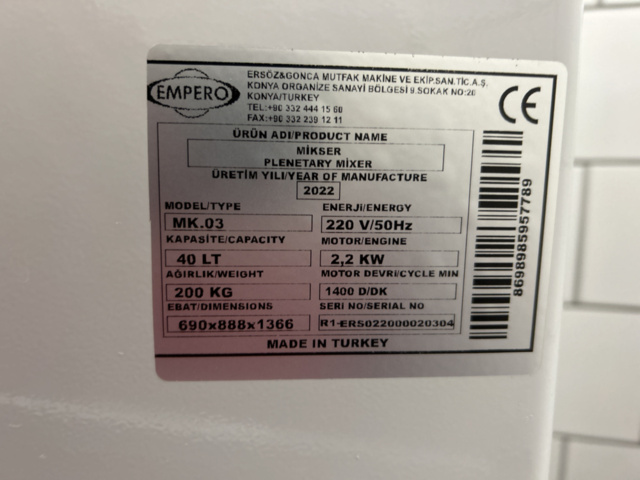 EMPERO
ERSÖZ&GONCA MUTFAK MAKİNE VE EKİP.SAN.TİC.A.Ş.
KONYA ORGANİZE SANAYİ BÖLGESİ 9.SOKAK NO:20
KONYA/TURKEY
TEL:+90 332 444 15 60
FAX:+90 332 239 12 11
CE
ÜRÜN ADI/PRODUCT NAME
MİKSER
PLENETARY MİXER
ÜRETİM YILI/YEAR OF MANUFACTURE
2022
MODEL/TYPE ENERJİ/ENERGY
MK.03 220 V/50Hz
KAPASİTE/CAPACITY MOTOR/ENGINE
40 LT 2,2 KW
AĞIRLIK/WEIGHT MOTOR DEVRİ/CYCLE MIN
200 KG 1400 D/DK
EBAT/DIMENSIONS SERI NO/SERIAL NO
690x888x1366 R1-ERS022000020304
MADE IN TURKEY
8698985957789